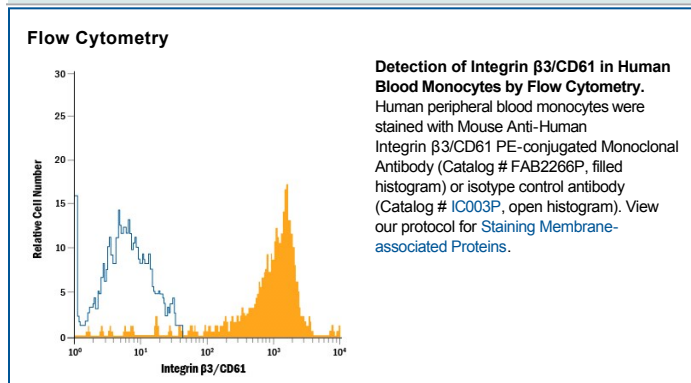 Flow Cytometry
Relative Cell Number
30
25
20
15
10
5
0
10⁰
10¹
10²
10³
10⁴
Integrin β3/CD61
Detection of Integrin β3/CD61 in Human
Blood Monocytes by Flow Cytometry.
Human peripheral blood monocytes were
stained with Mouse Anti-Human
Integrin β3/CD61 PE-conjugated Monoclonal
Antibody (Catalog # FAB2266P, filled
histogram) or isotype control antibody
(Catalog # IC003P, open histogram). View
our protocol for Staining Membrane-
associated Proteins.